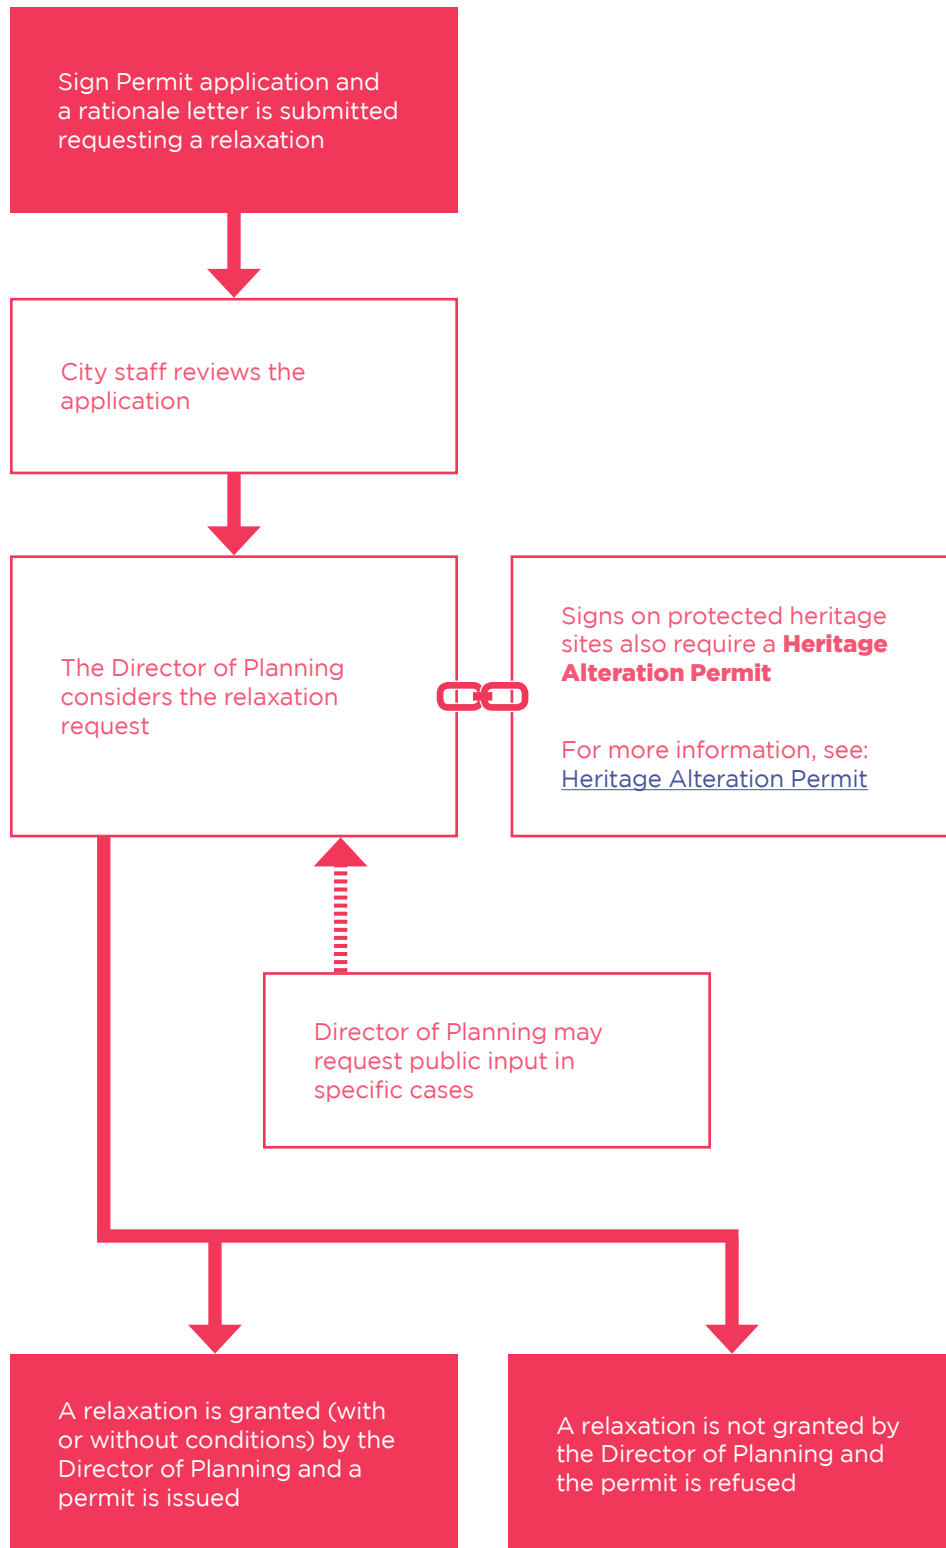 Sign Permit application and
a rationale letter is submitted
requesting a relaxation
City staff reviews the
application
The Director of Planning
considers the relaxation
request
Signs on protected heritage
sites also require a Heritage
Alteration Permit
For more information, see:
Heritage Alteration Permit
Director of Planning may
request public input in
specific cases
A relaxation is granted (with
or without conditions) by the
Director of Planning and a
permit is issued
A relaxation is not granted by
the Director of Planning and
the permit is refused